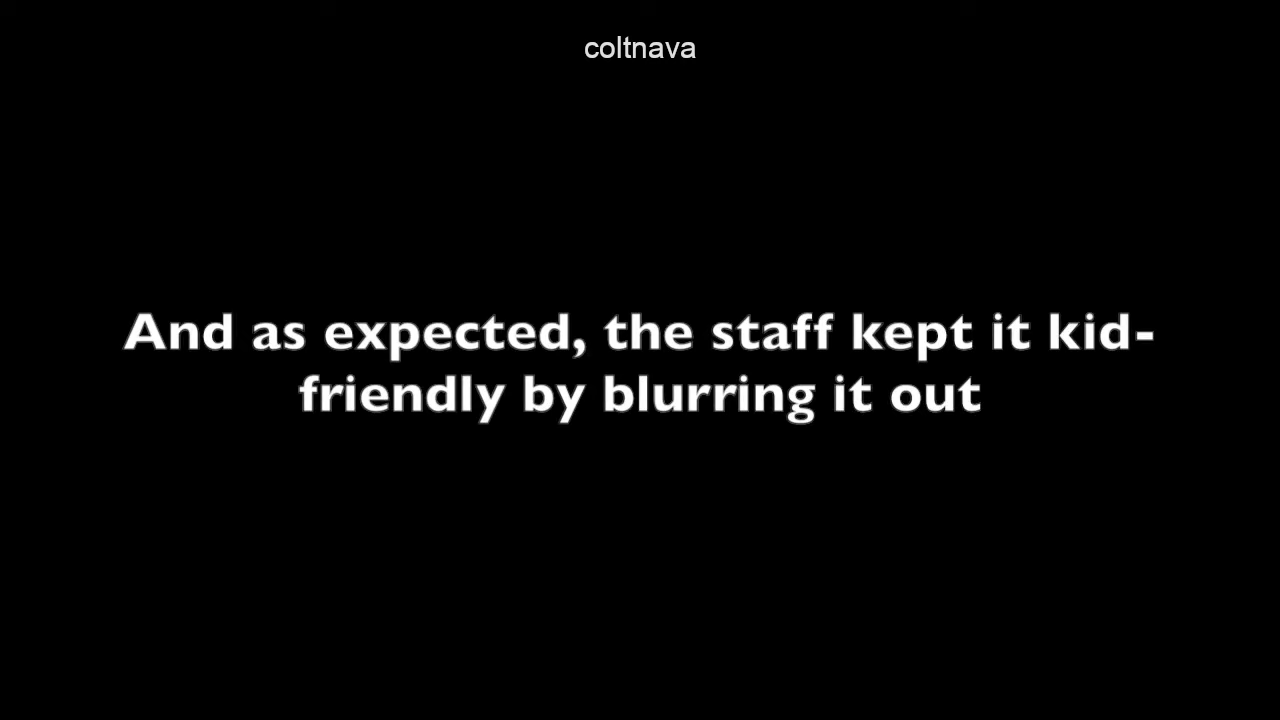 coltnava
And as expected, the staff kept it kid-
friendly by blurring it out